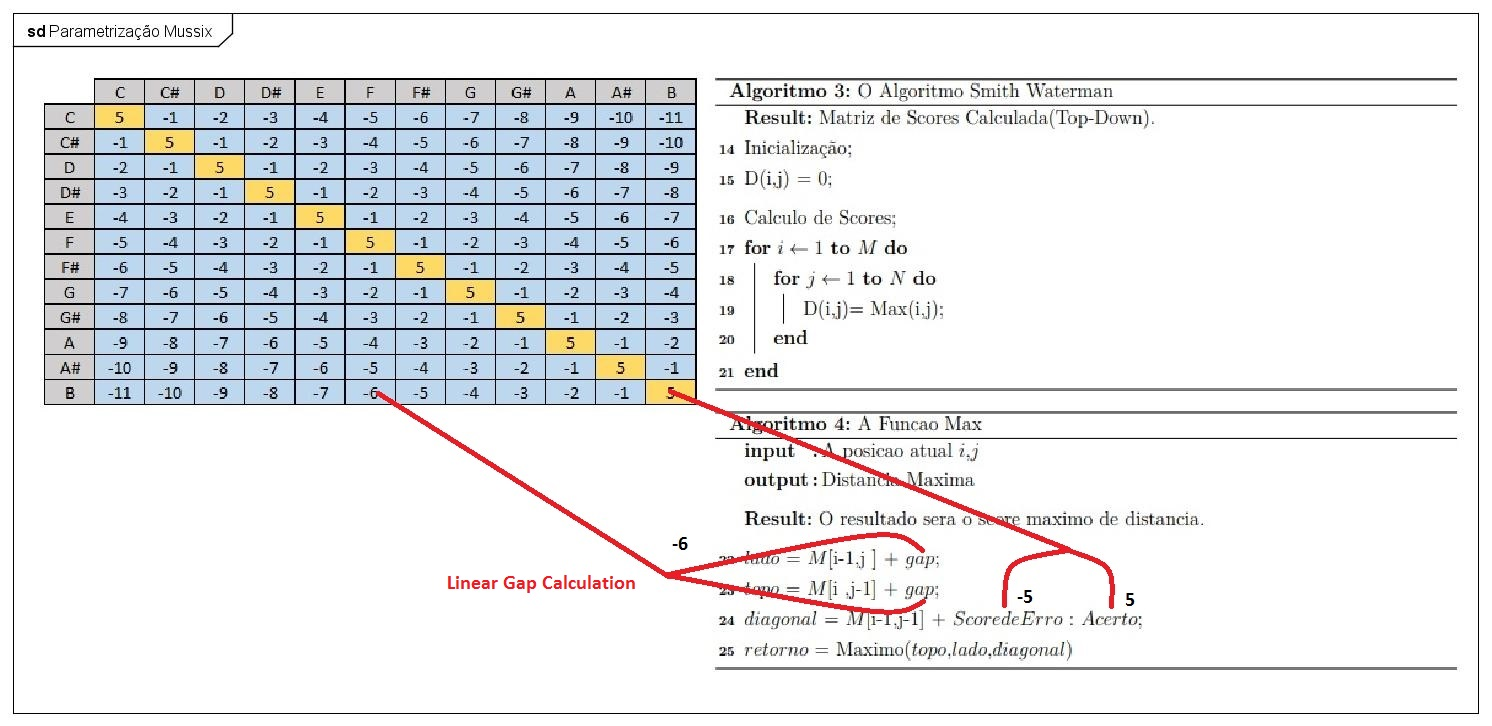 sd Parametrização Mussix
C C# D D# E F F# G G# A A# B
C 5 -1 -2 -3 -4 -5 -6 -7 -8 -9 -10 -11
C# -1 5 -1 -2 -3 -4 -5 -6 -7 -8 -9 -10
D -2 -1 5 -1 -2 -3 -4 -5 -6 -7 -8 -9
D# -3 -2 -1 5 -1 -2 -3 -4 -5 -6 -7 -8
E -4 -3 -2 -1 5 -1 -2 -3 -4 -5 -6 -7
F -5 -4 -3 -2 -1 5 -1 -2 -3 -4 -5 -6
F# -6 -5 -4 -3 -2 -1 5 -1 -2 -3 -4 -5
G -7 -6 -5 -4 -3 -2 -1 5 -1 -2 -3 -4
G# -8 -7 -6 -5 -4 -3 -2 -1 5 -1 -2 -3
A -9 -8 -7 -6 -5 -4 -3 -2 -1 5 -1 -2
A# -10 -9 -8 -7 -6 -5 -4 -3 -2 -1 5 -1
B -11 -10 -9 -8 -7 -6 -5 -4 -3 -2 -1 5
Algoritmo 3: O Algoritmo Smith Waterman
Result: Matriz de Scores Calculada(Top-Down).
14 Inicialização;
15 D(i,j) = 0;
16 Calculo de Scores;
17 for i ← 1 to M do
18 for j ← 1 to N do
19 D(i,j)= Max(i,j);
20 end
21 end
Algoritmo 4: A Funcao Max
input : A posicao atual i,j
output : Distancia Maxima
Result: O resultado sera o score maximo de distancia.
22 lado = M[i-1,j ] + gap;
23 topo = M[i ,j-1] + gap;
24 diagonal = M[i-1,j-1] + ScoredeErro : Acerto;
25 retorno = Maximo(topo,lado,diagonal)
-6
Linear Gap Calculation
-5
5